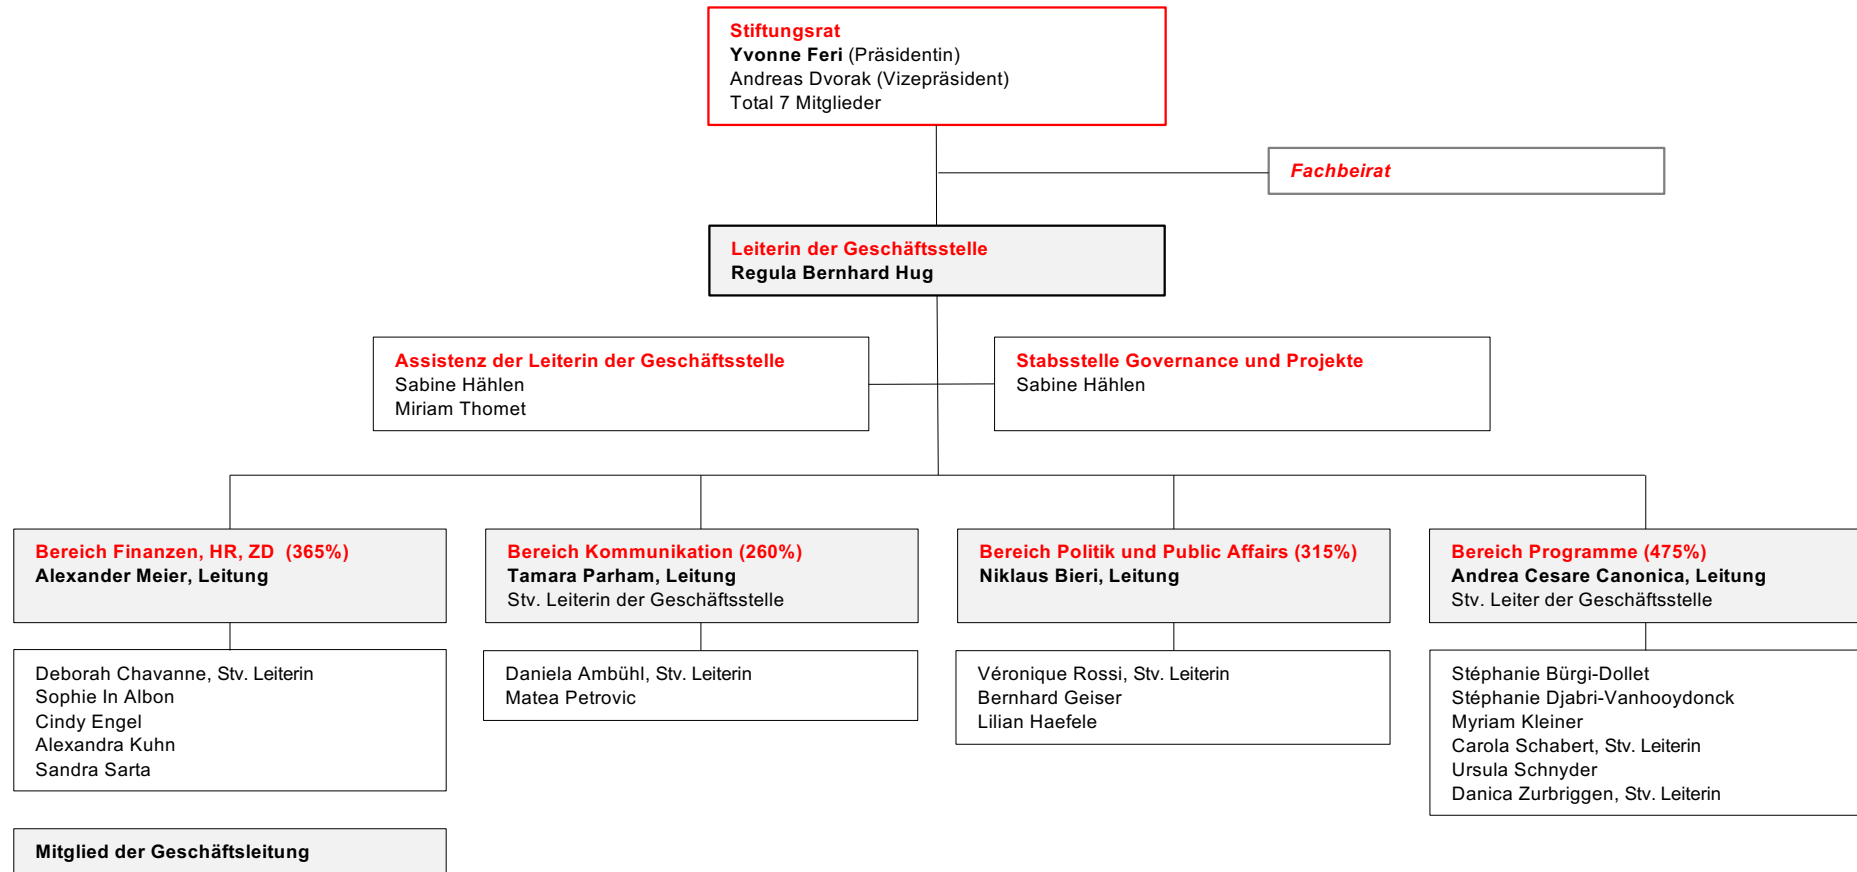 Stiftungsrat
Yvonne Feri (Präsidentin)
Andreas Dvorak (Vizepräsident)
Total 7 Mitglieder
Fachbeirat
Leiterin der Geschäftsstelle
Regula Bernhard Hug
Assistenz der Leiterin der Geschäftsstelle
Sabine Hählen
Miriam Thomet
Stabsstelle Governance und Projekte
Sabine Hählen
Bereich Finanzen, HR, ZD (365%)
Alexander Meier, Leitung
Bereich Kommunikation (260%)
Tamara Parham, Leitung
Stv. Leiterin der Geschäftsstelle
Bereich Politik und Public Affairs (315%)
Niklaus Bieri, Leitung
Bereich Programme (475%)
Andrea Cesare Canonica, Leitung
Stv. Leiter der Geschäftsstelle
Deborah Chavanne, Stv. Leiterin
Sophie In Albon
Cindy Engel
Alexandra Kuhn
Sandra Sarta
Daniela Ambühl, Stv. Leiterin
Matea Petrovic
Véronique Rossi, Stv. Leiterin
Bernhard Geiser
Lilian Haefele
Stéphanie Bürgi-Dollet
Stéphanie Djabri-Vanhooydonck
Myriam Kleiner
Carola Schabert, Stv. Leiterin
Ursula Schnyder
Danica Zurbriggen, Stv. Leiterin
Mitglied der Geschäftsleitung